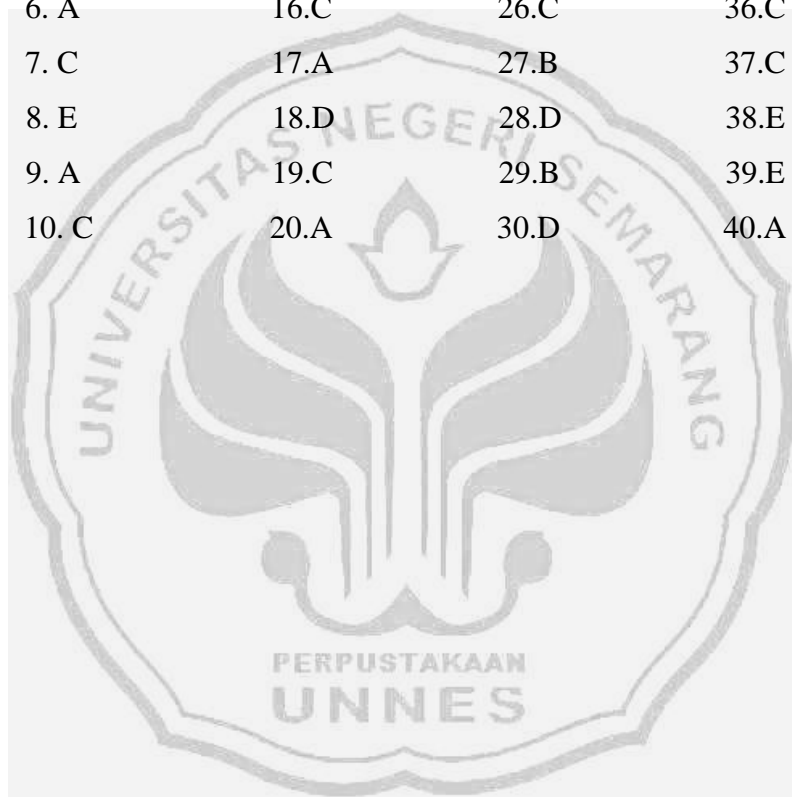 6. A 16.C 26.C 36.C
7. C 17.A 27.B 37.C
8. E 18.D 28.D 38.E
9. A 19.C 29.B 39.E
10. C 20.A 30.D 40.A
UNIVERSITAS NEGERI SEMARANG
PERPUSTAKAAN
UNNES